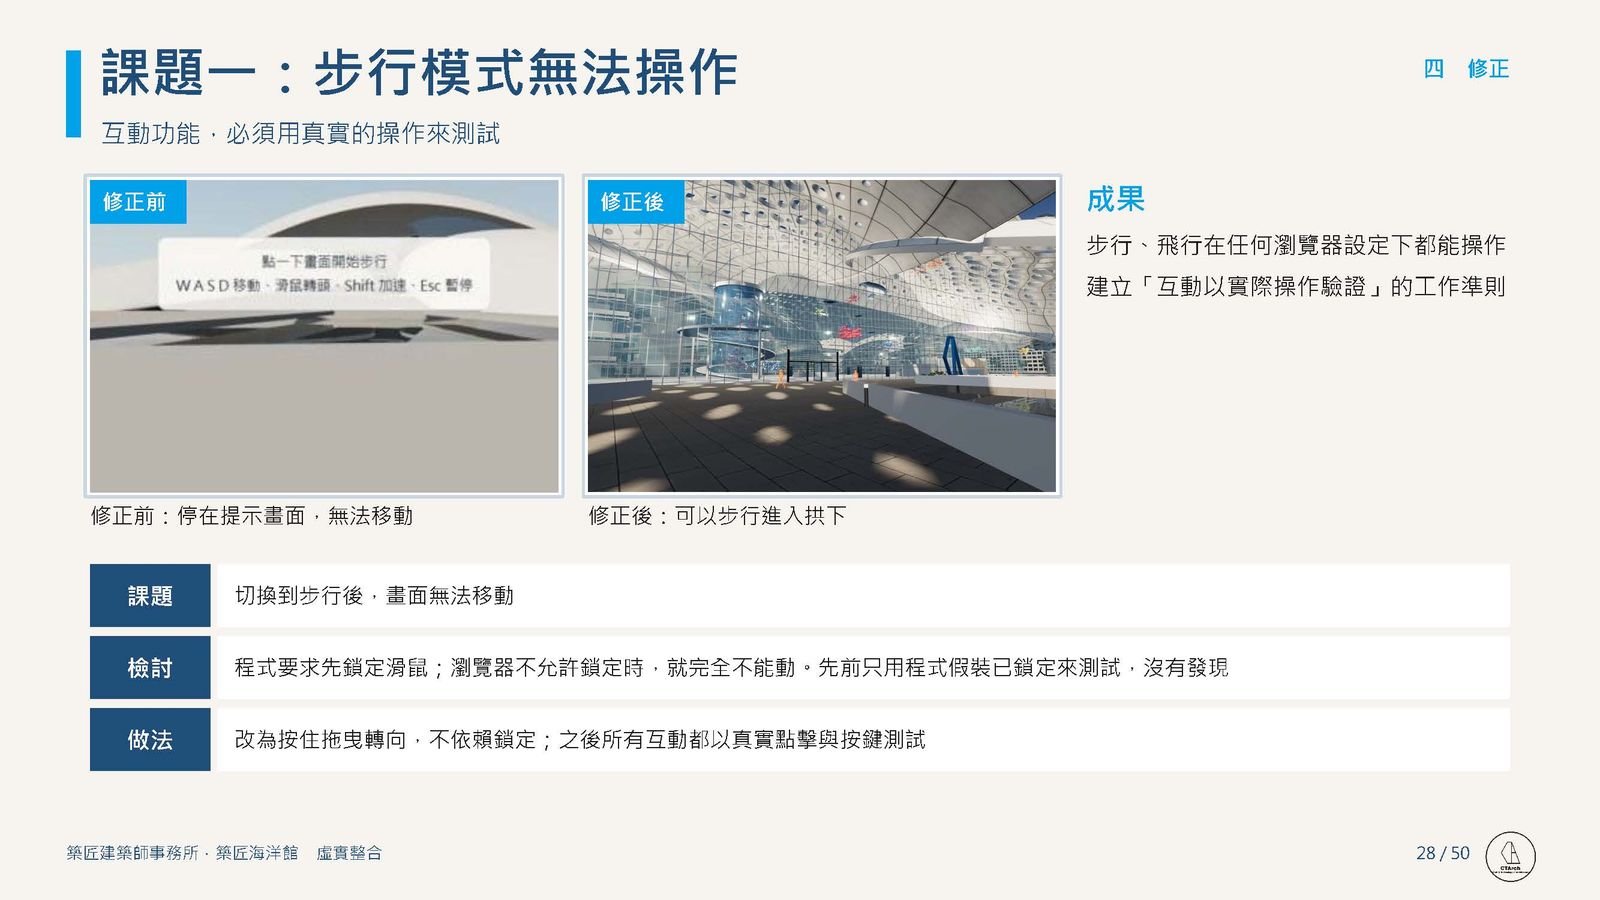 課題一：步行模式無法操作
四　修正
互動功能，必須用真實的操作來測試
修正前
點一下畫面開始步行
W A S D 移動、滑鼠轉頭、Shift 加速、Esc 暫停
修正後
成果
步行、飛行在任何瀏覽器設定下都能操作
建立「互動以實際操作驗證」的工作準則
修正前：停在提示畫面，無法移動
修正後：可以步行進入拱下
課題
切換到步行後，畫面無法移動
檢討
程式要求先鎖定滑鼠；瀏覽器不允許鎖定時，就完全不能動。先前只用程式假裝已鎖定來測試，沒有發現
做法
改為按住拖曳轉向，不依賴鎖定；之後所有互動都以真實點擊與按鍵測試
築匠建築師事務所．築匠海洋館　虛實整合
28 / 50
CTArch